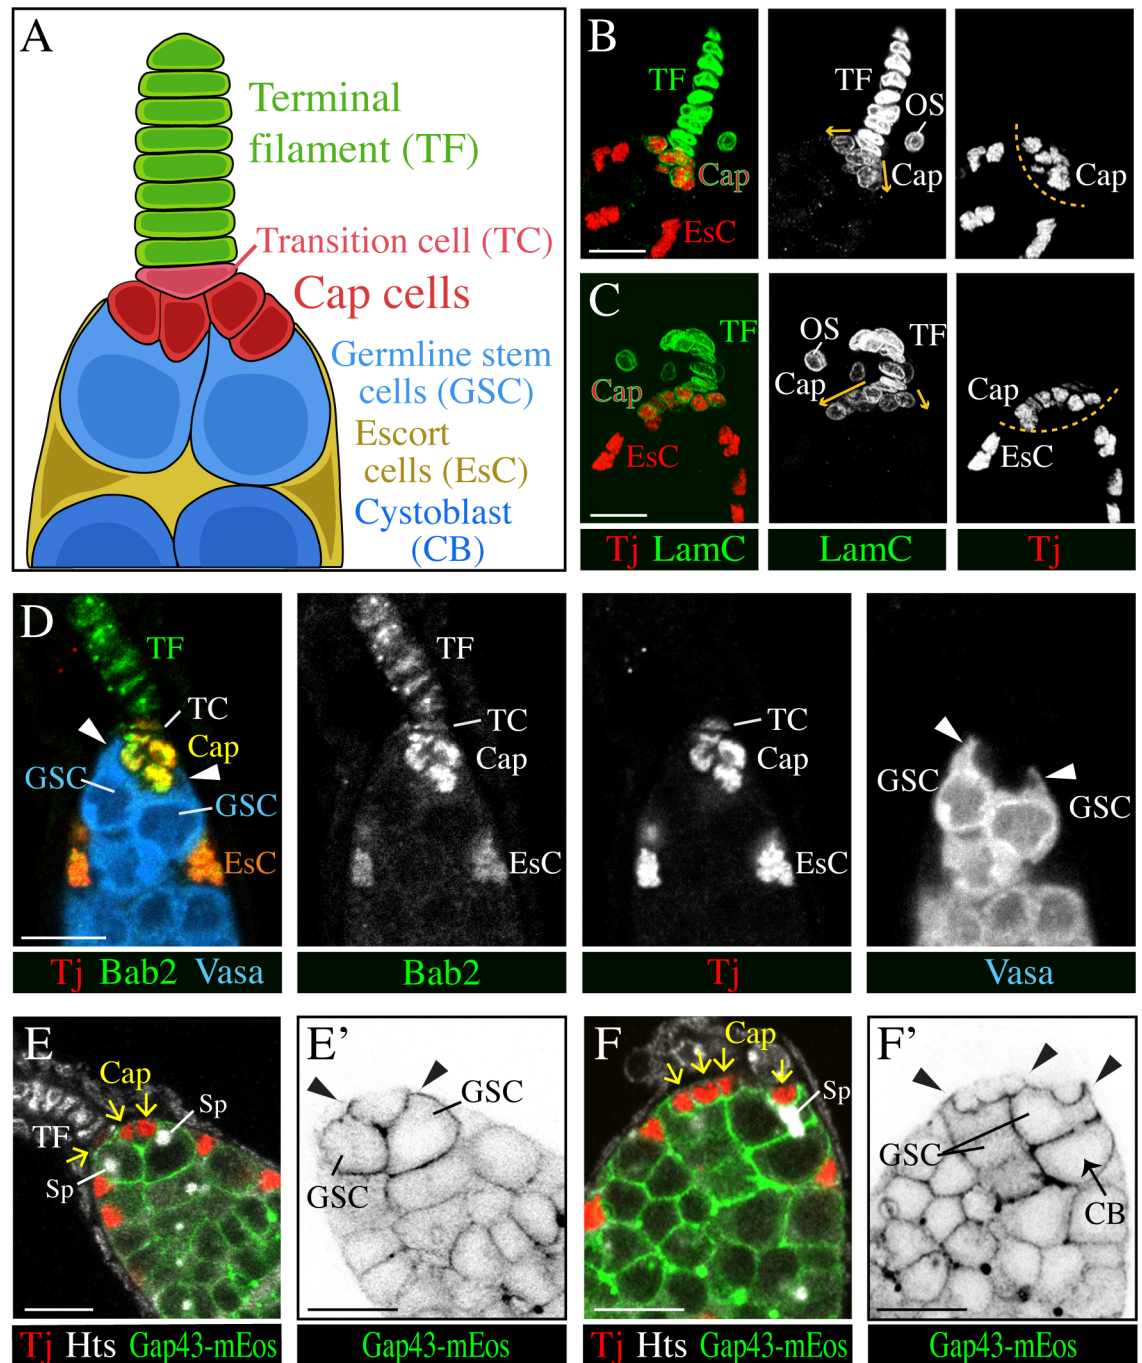 A
Terminal
filament (TF)
Transition cell (TC)
Cap cells
Germline stem
cells (GSC)
Escort
cells (EsC)
Cystoblast
(CB)
B
TF
Cap
EsC
TF
OS
Cap
Cap
C
TF
Cap
EsC
OS
TF
Cap
Cap
EsC
Tj LamC
LamC
Tj
D
TF
TC
Cap
GSC
GSC
EsC
TF
TC
Cap
EsC
TC
Cap
EsC
GSC
GSC
Tj Bab2 Vasa
Bab2
Tj
Vasa
E
Cap
Sp
TF
Sp
E’
GSC
GSC
F
Cap
Sp
F’
GSC
CB
Tj Hts Gap43-mEos
Gap43-mEos
Tj Hts Gap43-mEos
Gap43-mEos